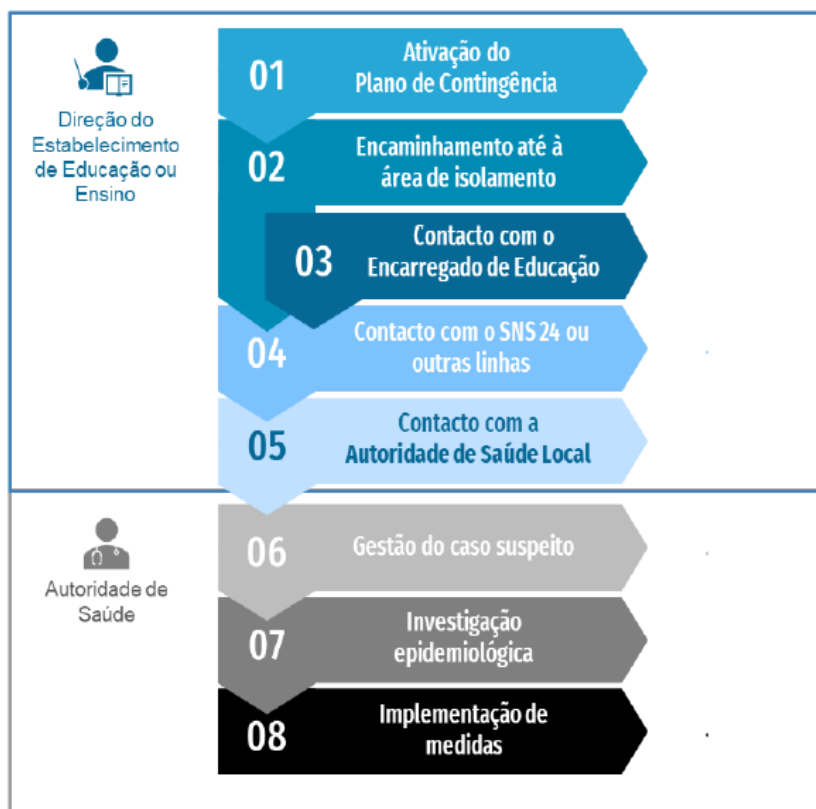 Direção do
Estabelecimento
de Educação ou
Ensino
01
Ativação do
Plano de Contingência
02
Encaminhamento até à
área de isolamento
03
Contacto com o
Encarregado de Educação
04
Contacto com o SNS 24 ou
outras linhas
05
Contacto com a
Autoridade de Saúde Local
Autoridade de
Saúde
06
Gestão do caso suspeito
07
Investigação
epidemiológica
08
Implementação de
medidas